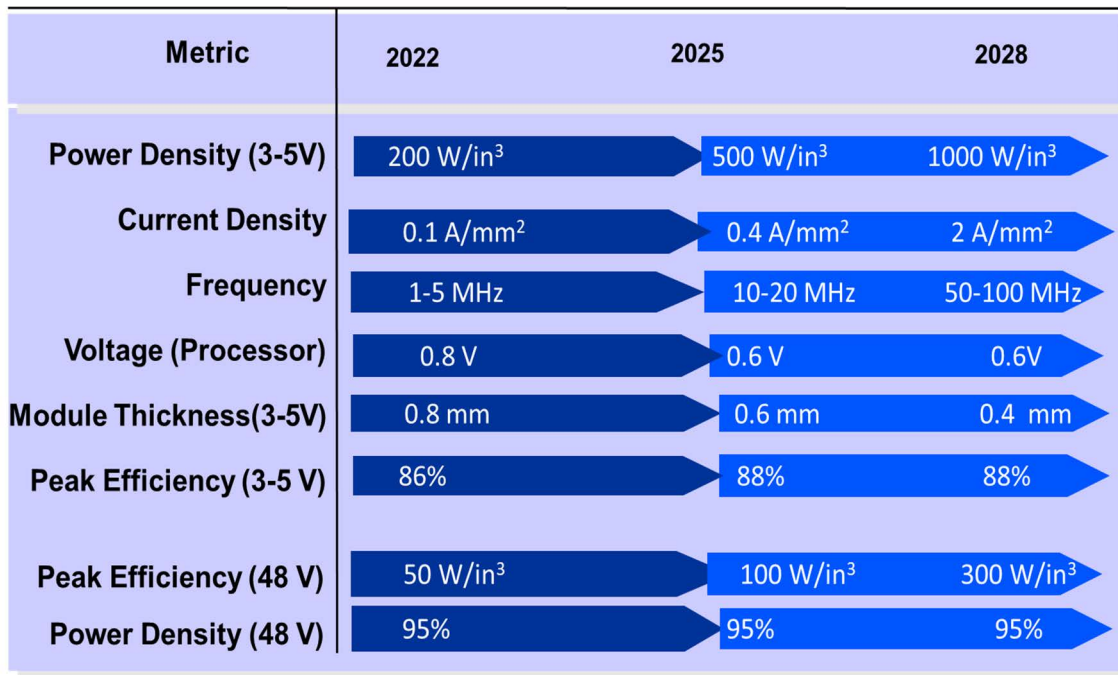 Metric 2022 2025 2028
Power Density (3-5V) 200 W/in³ 500 W/in³ 1000 W/in³
Current Density 0.1 A/mm² 0.4 A/mm² 2 A/mm²
Frequency 1-5 MHz 10-20 MHz 50-100 MHz
Voltage (Processor) 0.8 V 0.6 V 0.6V
Module Thickness(3-5V) 0.8 mm 0.6 mm 0.4 mm
Peak Efficiency (3-5 V) 86% 88% 88%
Peak Efficiency (48 V) 50 W/in³ 100 W/in³ 300 W/in³
Power Density (48 V) 95% 95% 95%